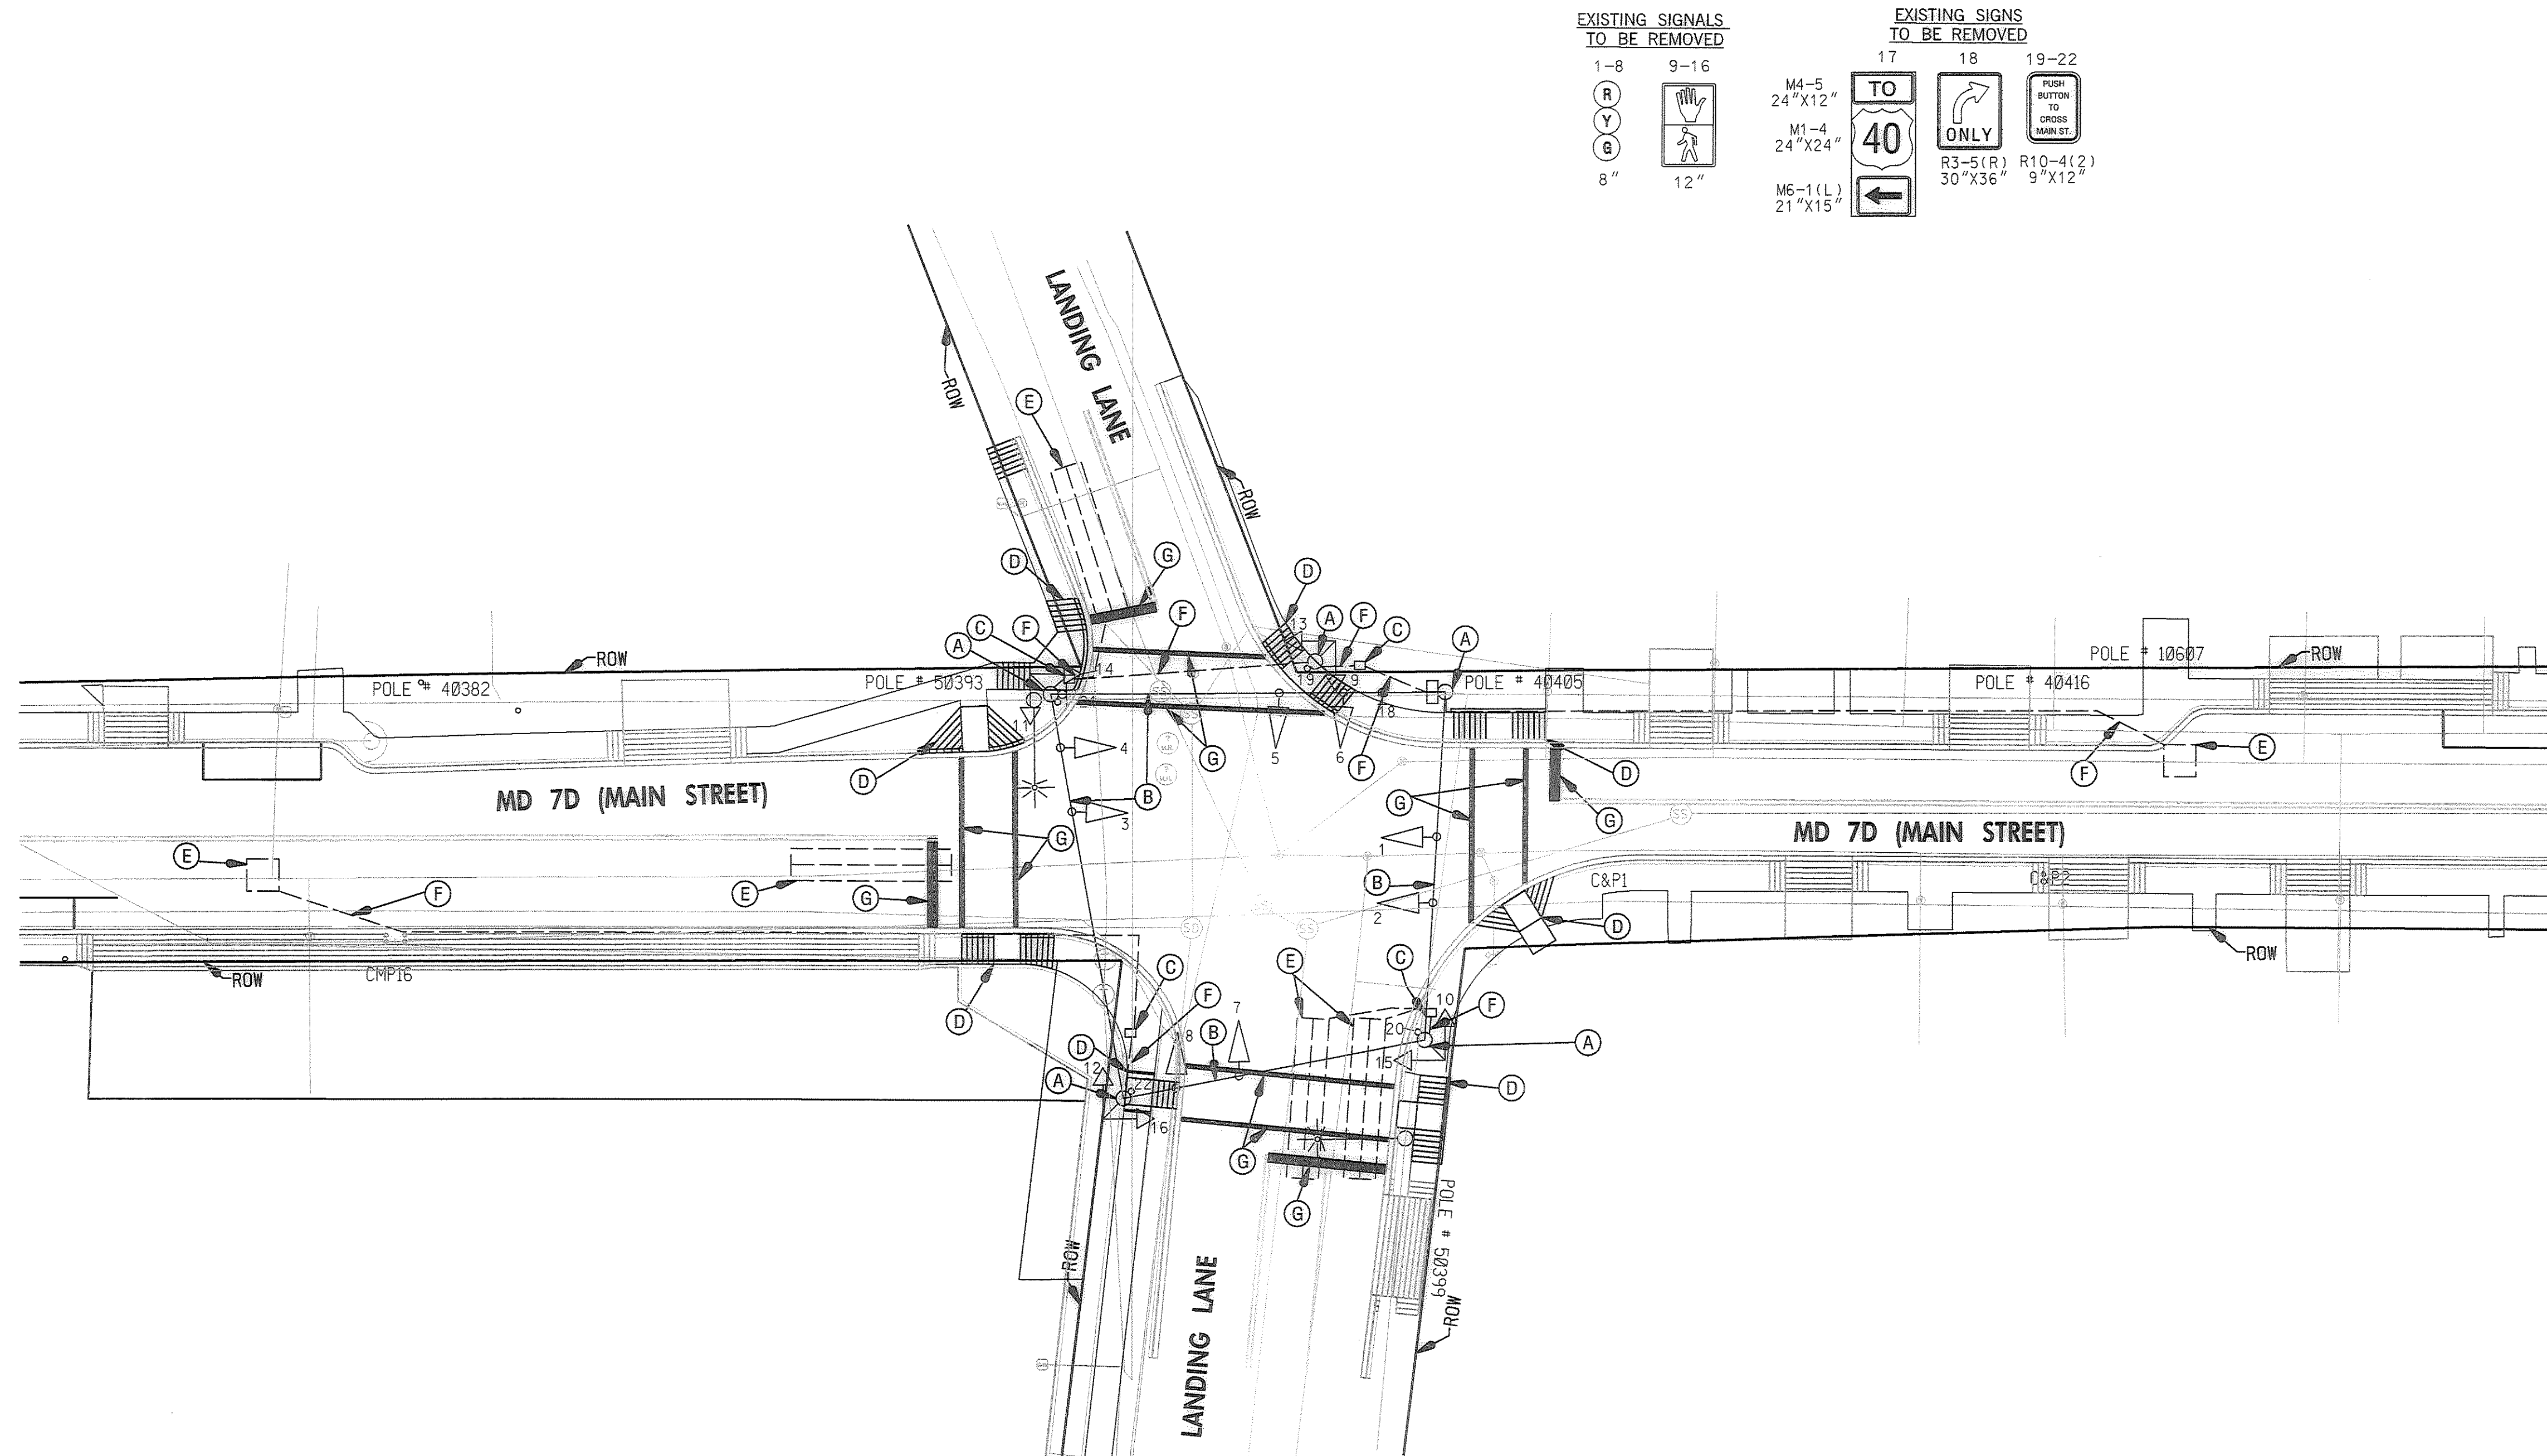 EXISTING SIGNALS
TO BE REMOVED
1-8 9-16
R
Y
G
8" 12"
EXISTING SIGNS
TO BE REMOVED
17 18 19-22
M4-5
24"X12"
TO
M1-4
24"X24"
40
M6-1(L)
21"X15"
ONLY
R3-5(R)
30"X36"
PUSH
BUTTON
TO
CROSS
MAIN ST.
R10-4(2)
9"X12"
LANDING LANE
ROW
E
ROW
D
G
D
C
F
F
A
A
F
C
A
13
14
ROW
POLE # 40382
POLE # 50393
19
9
18
POLE # 40405
POLE # 40416
POLE # 10607
ROW
SS
11
4
5
6
G
F
D
D
F
E
MD 7D (MAIN STREET)
B
3
G
G
G
SS
MD 7D (MAIN STREET)
E
F
E
G
G
1
B
2
C&P1
D
SD
SS
ROW
CMP16
ROW
D
C
F
7
B
8
E
C
10
F
20
A
15
D
12
A
22
16
D
G
G
POLE # 50399
ROW
LANDING LANE
ROW